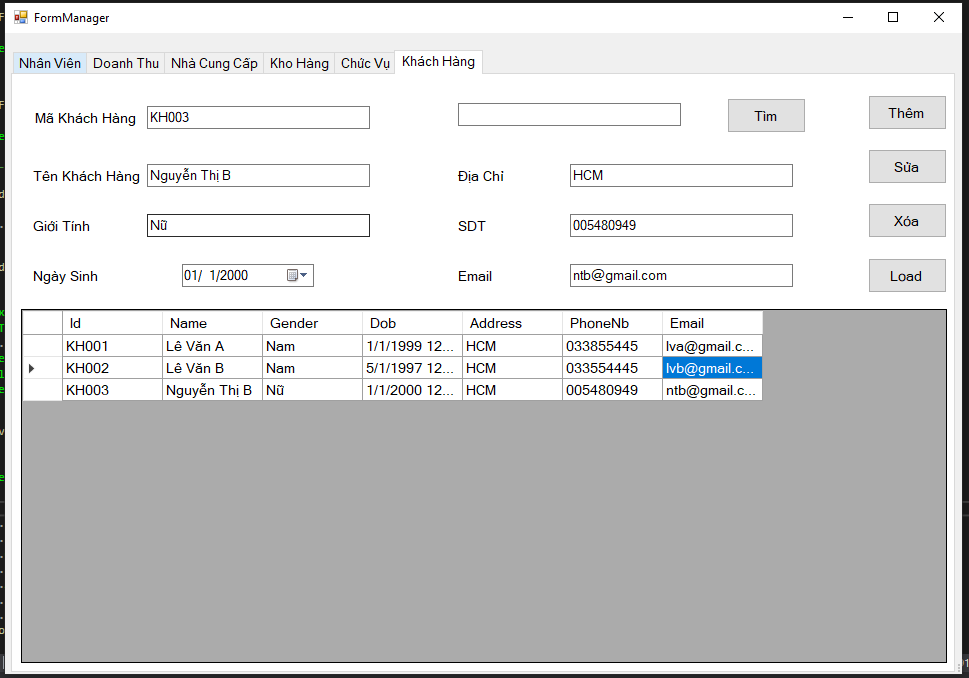 FormManager
Nhân Viên Doanh Thu Nhà Cung Cấp Kho Hàng Chức Vụ Khách Hàng
Mã Khách Hàng KH003 Tìm Thêm
Tên Khách Hàng Nguyễn Thị B Địa Chỉ HCM Sửa
Giới Tính Nữ SDT 005480949 Xóa
Ngày Sinh 01/ 1/2000 Email ntb@gmail.com Load
Id Name Gender Dob Address PhoneNb Email
KH001 Lê Văn A Nam 1/1/1999 12... HCM 033855445 lva@gmail.c...
KH002 Lê Văn B Nam 5/1/1997 12... HCM 033554445 lvb@gmail.c...
KH003 Nguyễn Thị B Nữ 1/1/2000 12... HCM 005480949 ntb@gmail.c...